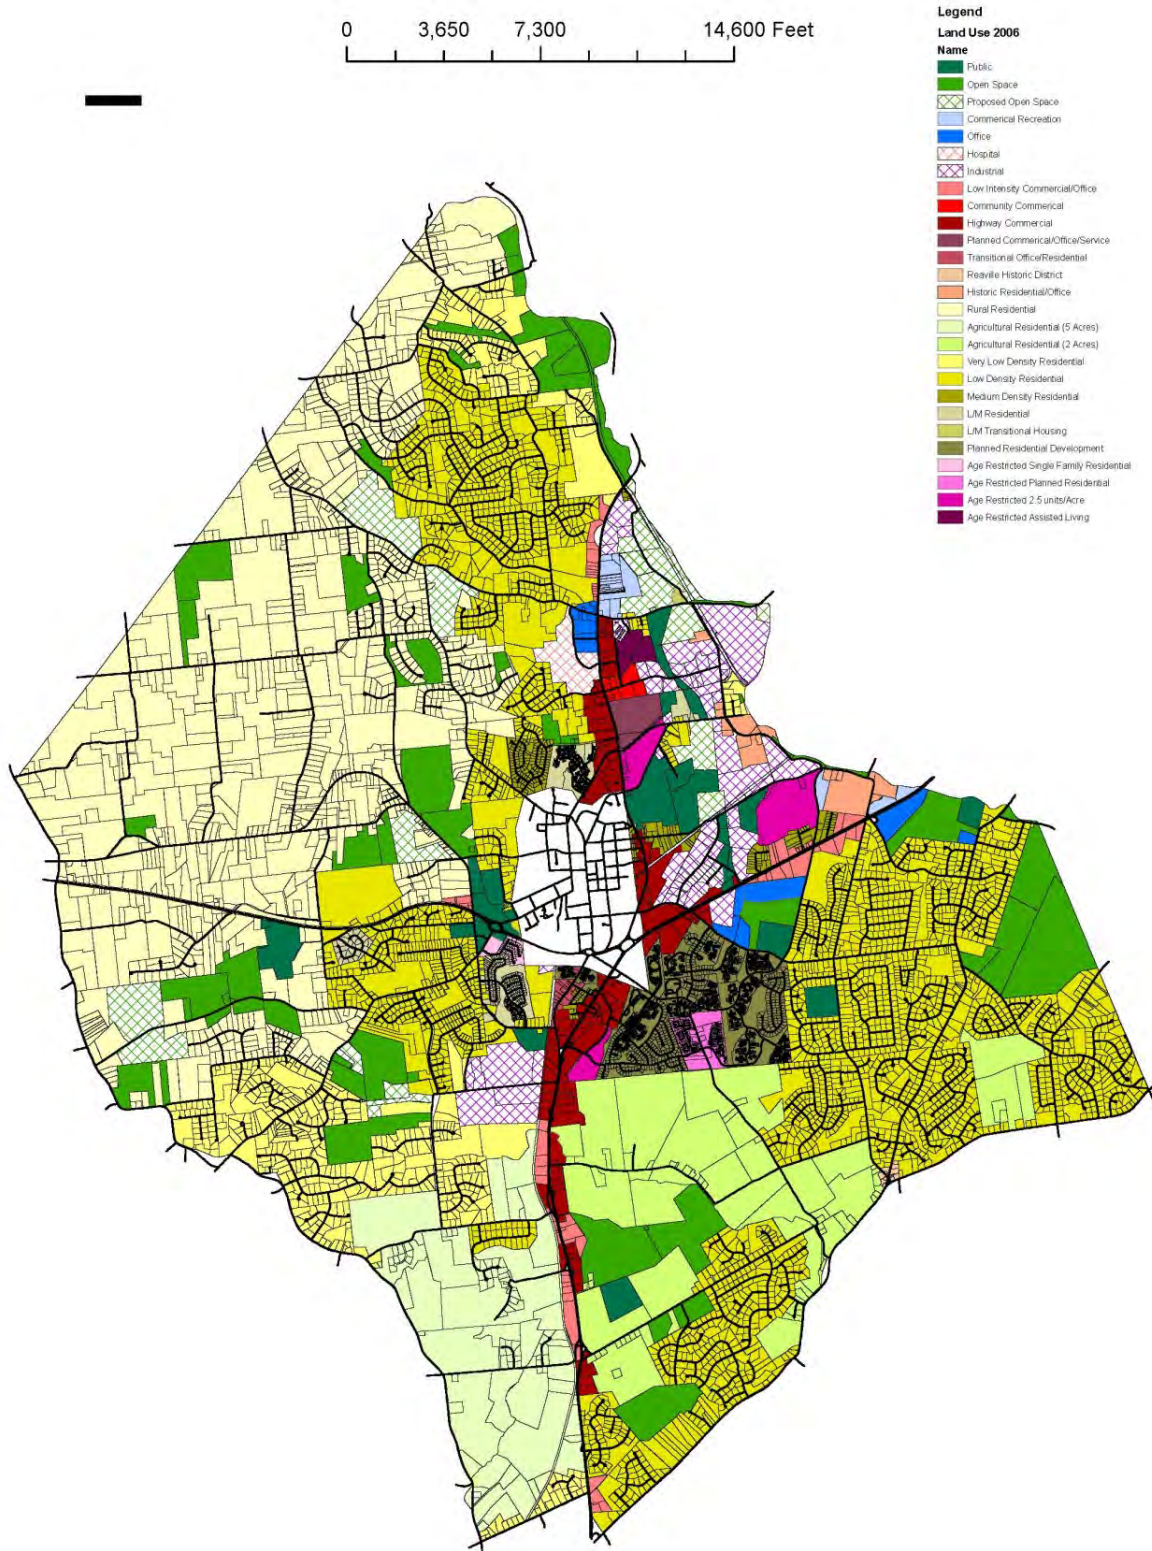 0 3,650 7,300 14,600 Feet
Legend
Land Use 2006
Name
Public
Open Space
Proposed Open Space
Commerical Recreation
Office
Hospital
Industrial
Low Intensity Commercial/Office
Community Commerical
Highway Commercial
Planned Commerical/Office/Service
Transitional Office/Residential
Reaville Historic District
Historic Residential/Office
Rural Residential
Agricultural Residential (5 Acres)
Agricultural Residential (2 Acres)
Very Low Density Residential
Low Density Residential
Medium Density Residential
L/M Residential
L/M Transitional Housing
Planned Residential Development
Age Restricted Single Family Residential
Age Restricted Planned Residential
Age Restricted 2.5 units/Acre
Age Restricted Assisted Living